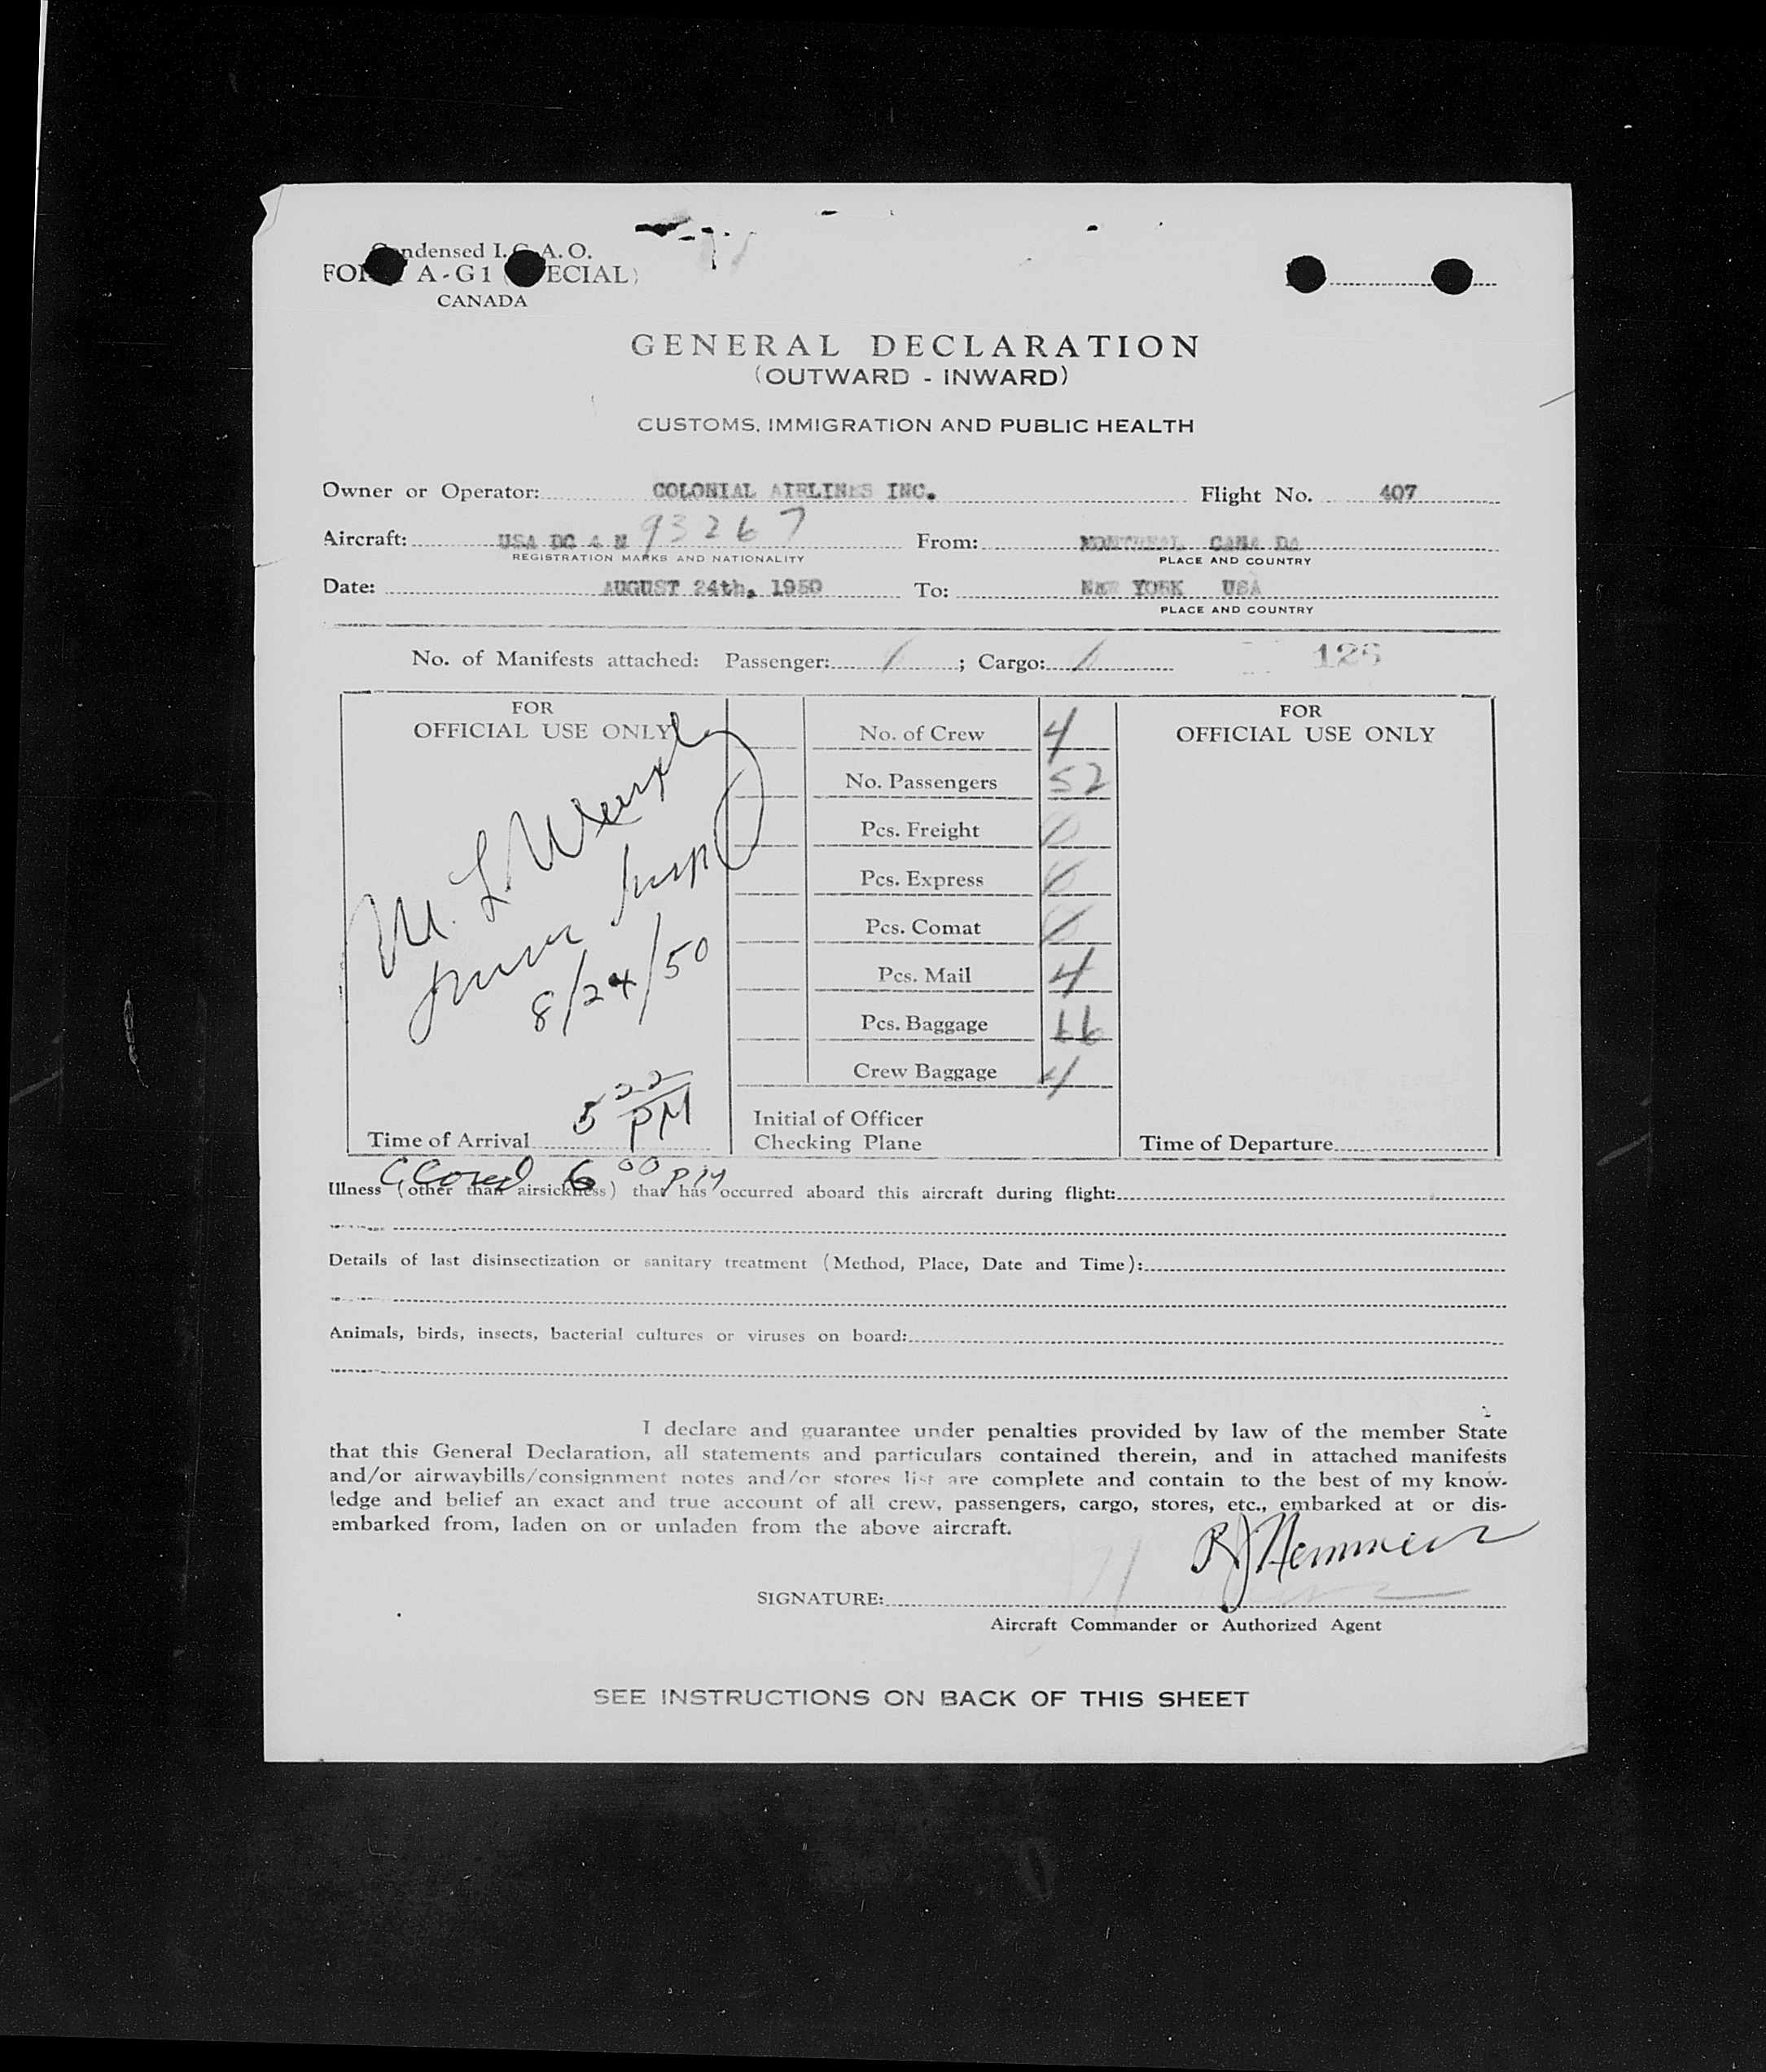 Condensed I.C.A.O.
FORM A-G1 (SPECIAL)
CANADA
GENERAL DECLARATION
(OUTWARD - INWARD)
CUSTOMS, IMMIGRATION AND PUBLIC HEALTH
Owner or Operator: COLONIAL AIRLINES INC. Flight No. 407
Aircraft: USA DC 4 N 93267 From: MONTREAL CANA DA
REGISTRATION MARKS AND NATIONALITY PLACE AND COUNTRY
Date: AUGUST 24th, 1950 To: NEW YORK USA
PLACE AND COUNTRY
No. of Manifests attached: Passenger: 1 ; Cargo: 1 126
FOR
OFFICIAL USE ONLY
M. L.
8/24/50
5 22 PM
Time of Arrival
No. of Crew 4
No. Passengers 52
Pcs. Freight
Pcs. Express
Pcs. Comat
Pcs. Mail 4
Pcs. Baggage 66
Crew Baggage 4
Initial of Officer
Checking Plane
FOR
OFFICIAL USE ONLY
Time of Departure
6 00 PM
Illness (other than airsickness) that has occurred aboard this aircraft during flight:
Details of last disinsectization or sanitary treatment (Method, Place, Date and Time):
Animals, birds, insects, bacterial cultures or viruses on board:
I declare and guarantee under penalties provided by law of the member State
that this General Declaration, all statements and particulars contained therein, and in attached manifests
and/or airwaybills/consignment notes and/or stores list are complete and contain to the best of my know-
ledge and belief an exact and true account of all crew, passengers, cargo, stores, etc., embarked at or dis-
embarked from, laden on or unladen from the above aircraft.
SIGNATURE:
Aircraft Commander or Authorized Agent
SEE INSTRUCTIONS ON BACK OF THIS SHEET